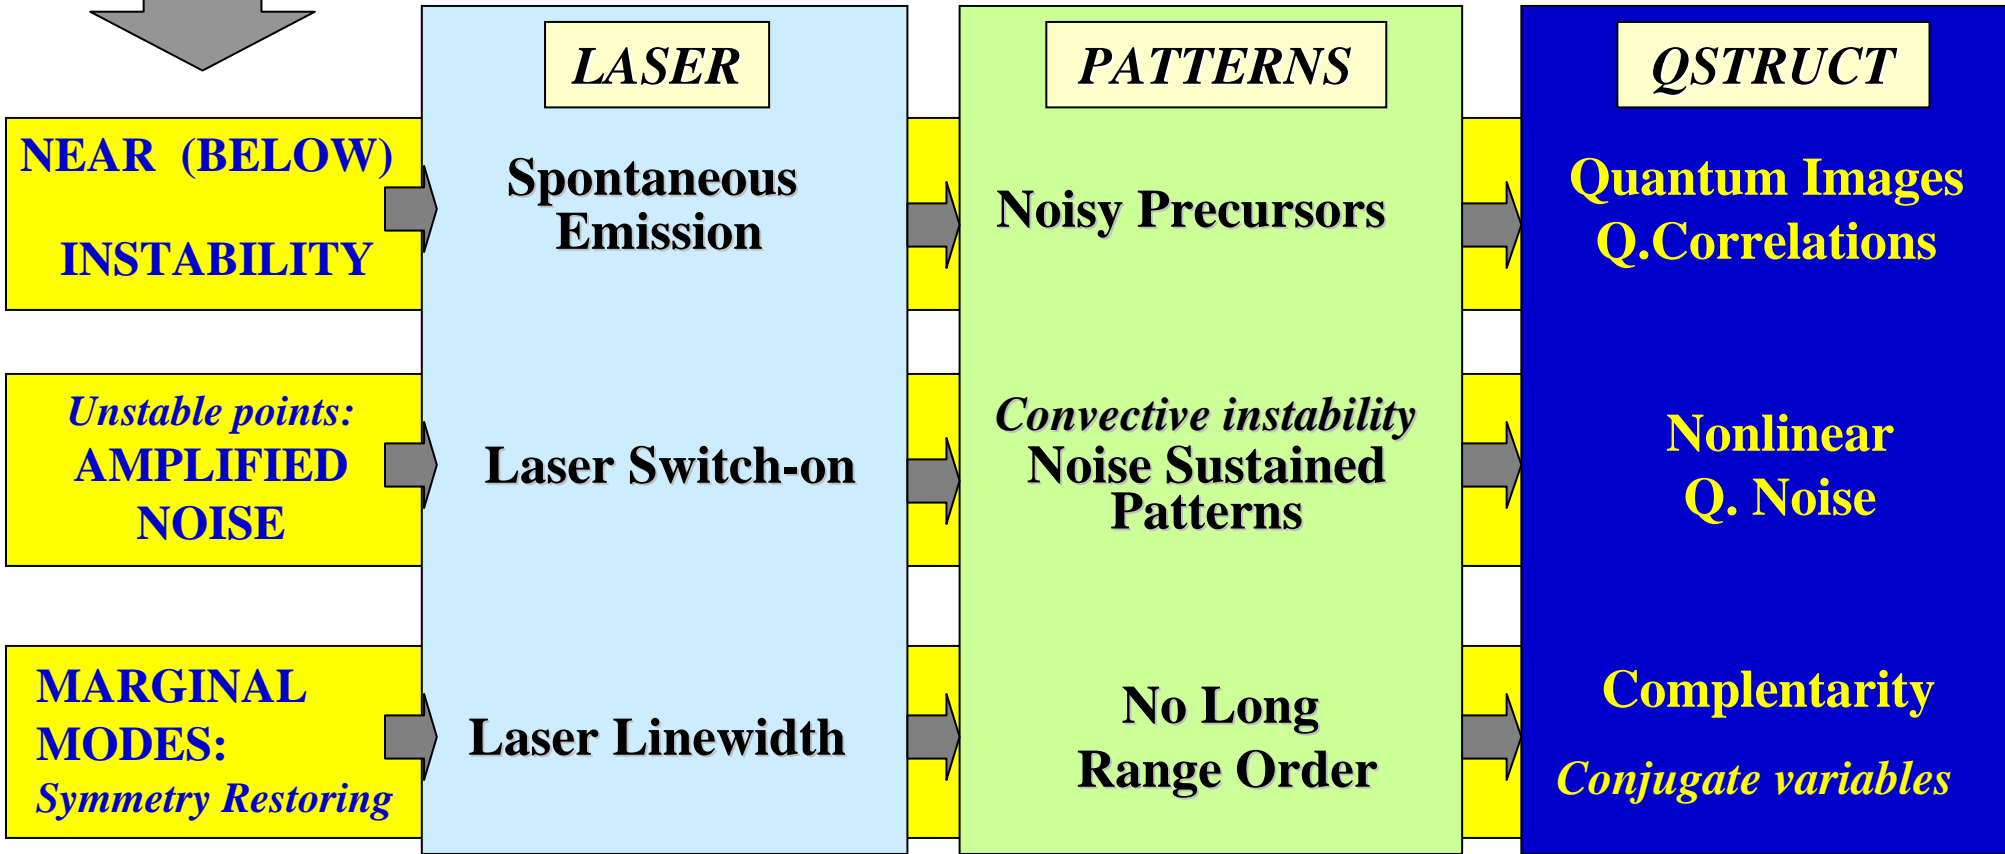 LASER
PATTERNS
QSTRUCT
NEAR (BELOW)
INSTABILITY
Spontaneous
Emission
Noisy Precursors
Quantum Images
Q.Correlations
Unstable points:
AMPLIFIED
NOISE
Laser Switch-on
Convective instability
Noise Sustained
Patterns
Nonlinear
Q. Noise
MARGINAL
MODES:
Symmetry Restoring
Laser Linewidth
No Long
Range Order
Complentarity
Conjugate variables